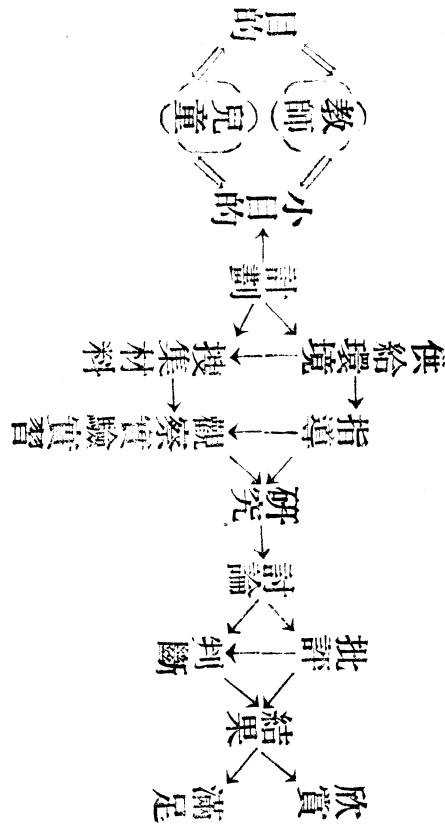 目的
教師
兒童
小目的
計劃
供給環境
搜集材料
指導
觀察實驗實習
研究
討論
批評
判斷
結果
欣賞
滿足